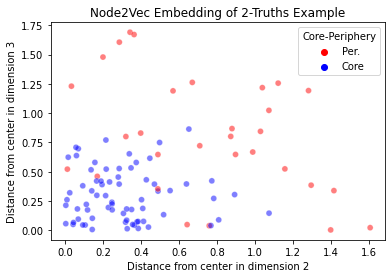 Node2Vec Embedding of 2-Truths Example
Core-Periphery
Per.
Core
Distance from center in dimension 3
1.75
1.50
1.25
1.00
0.75
0.50
0.25
0.00
0.0 0.2 0.4 0.6 0.8 1.0 1.2 1.4 1.6
Distance from center in dimension 2